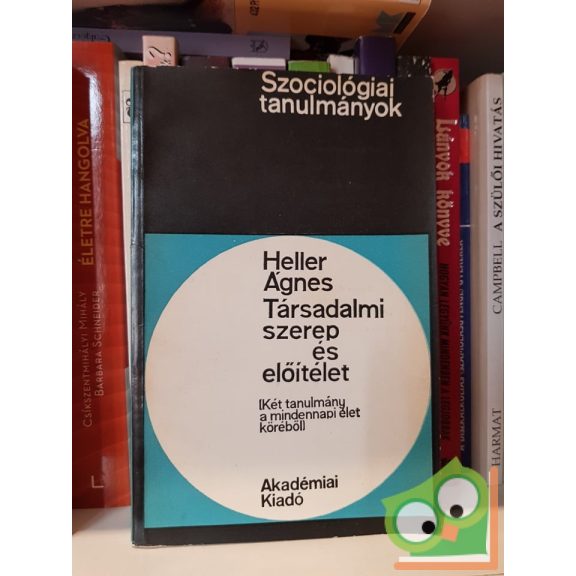 Szociológiai
tanulmányok
Heller
Ágnes
Társadalmi
szerep
és
előítélet
(Két tanulmány
a mindennapi élet
köréből)
Akadémiai
Kiadó
CSÍKSZENTMIHÁLYI MIHÁLY
BARBARA SCHNEIDER
ÉLETRE HANGOLVA
Lányok könyve
CAMPBELL A SZÜLŐI HIVATÁS
HARMAT